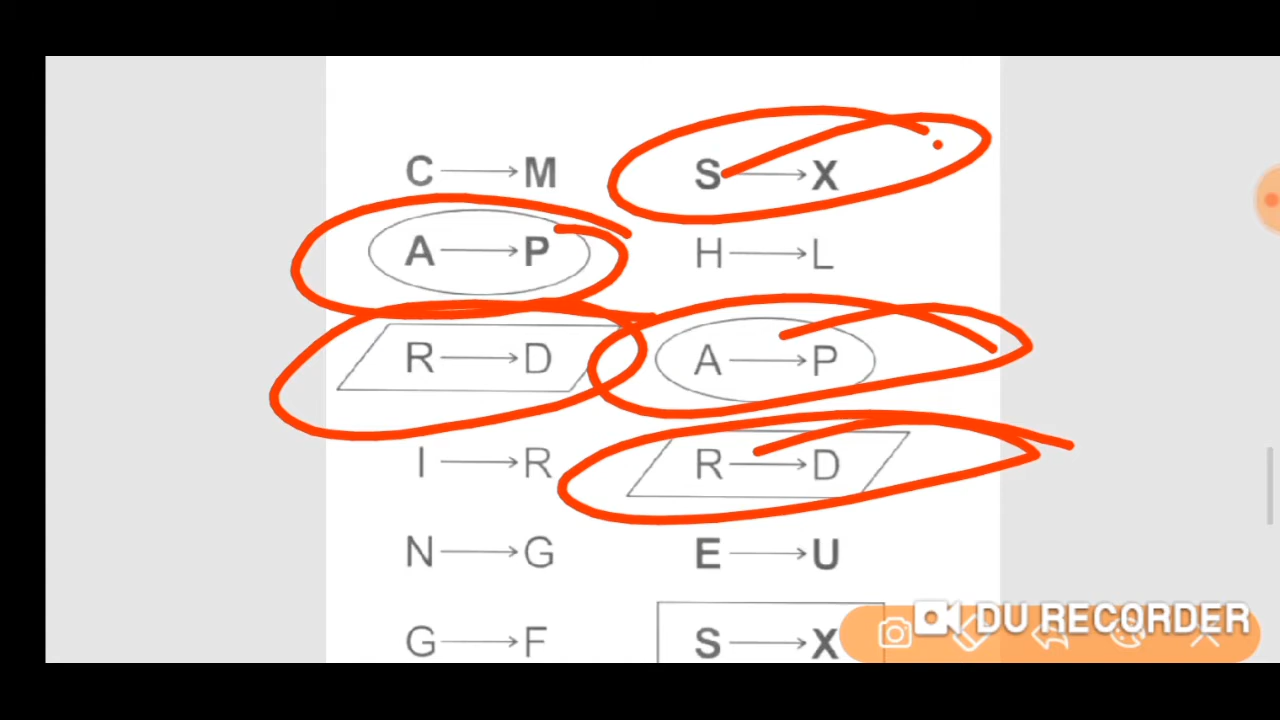 C → M
A → P
R → D
I → R
N → G
G → F
S → X
H → L
A → P
R → D
E → U
S → X
DU RECORDER